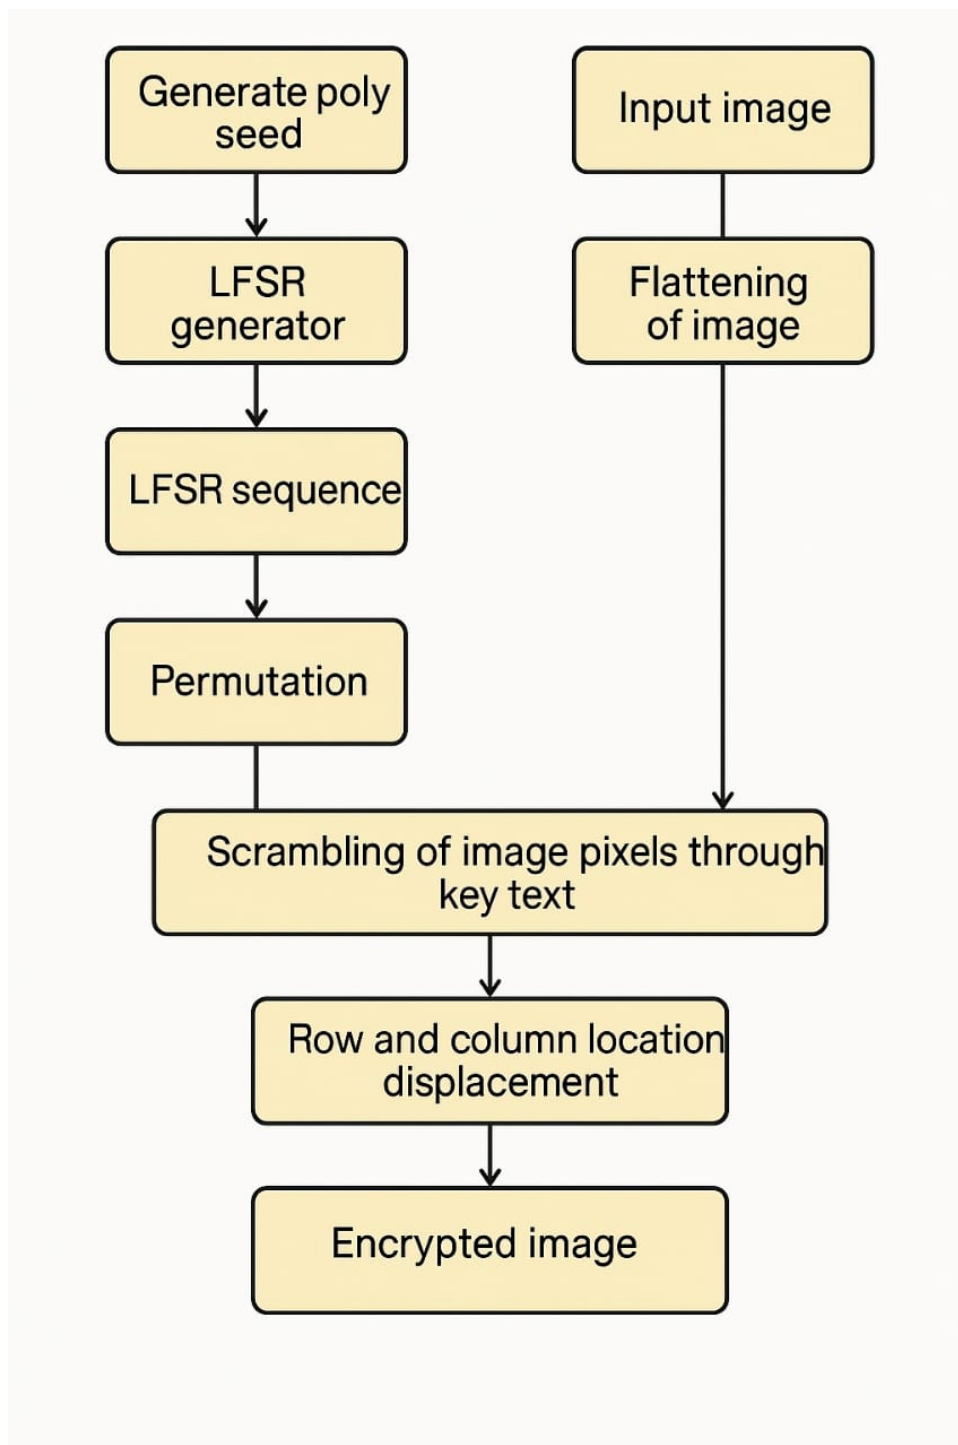 Generate poly
seed
Input image
LFSR
generator
Flattening
of image
LFSR sequence
Permutation
Scrambling of image pixels through
key text
Row and column location
displacement
Encrypted image